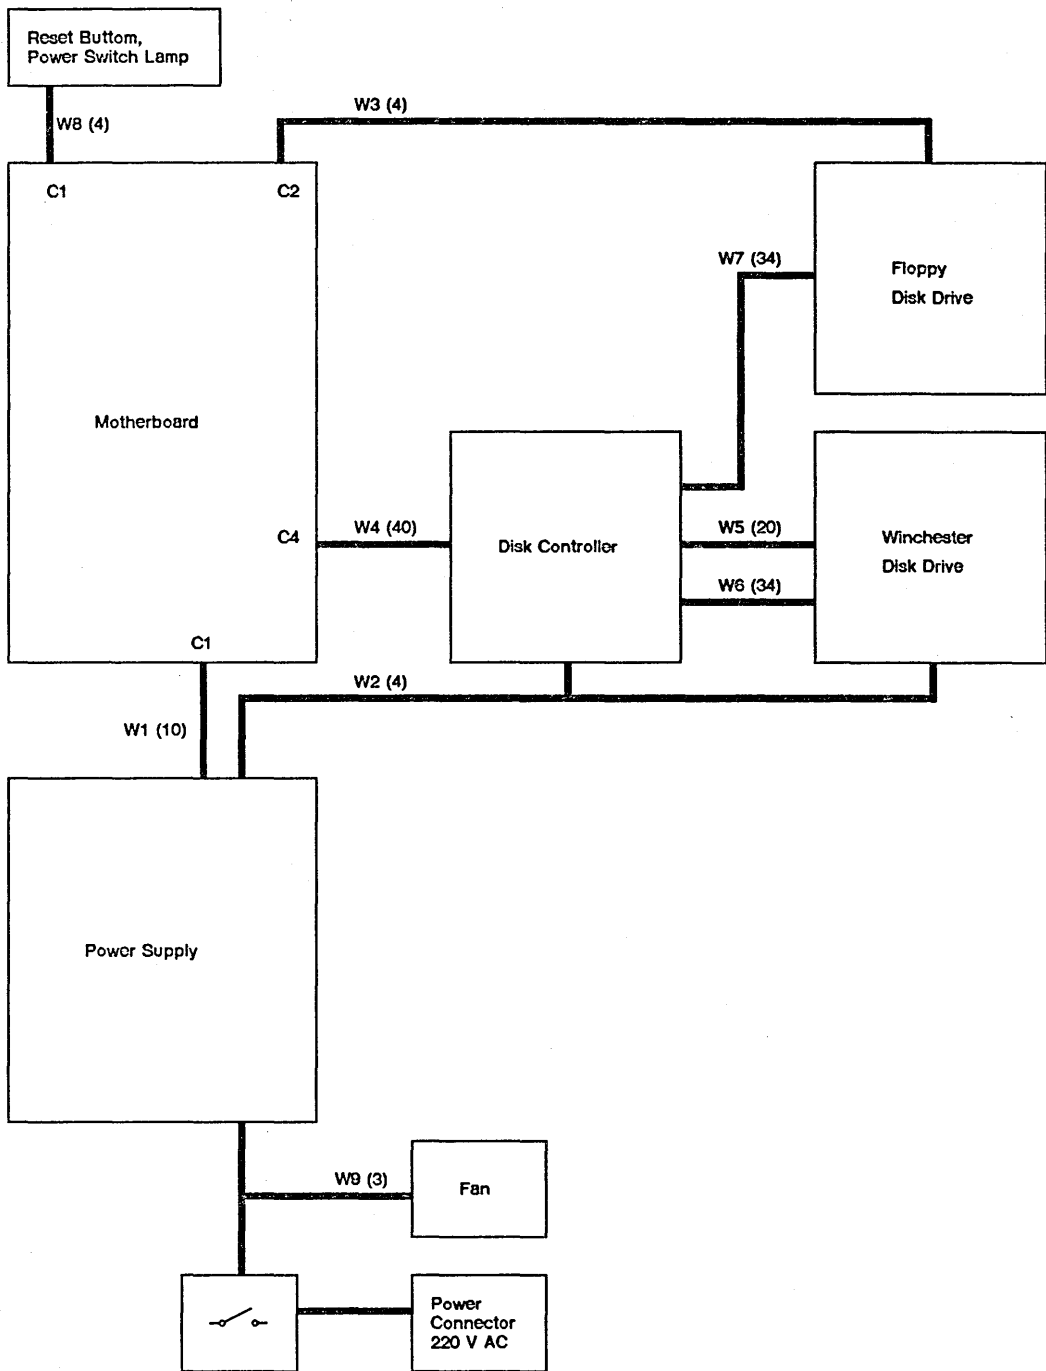 Reset Buttom,
Power Switch Lamp
W8 (4)
W3 (4)
C1
C2
W7 (34)
Floppy
Disk Drive
Motherboard
C4
W4 (40)
Disk Controller
W5 (20)
W6 (34)
Winchester
Disk Drive
C1
W2 (4)
W1 (10)
Power Supply
W9 (3)
Fan
Power
Connector
220 V AC